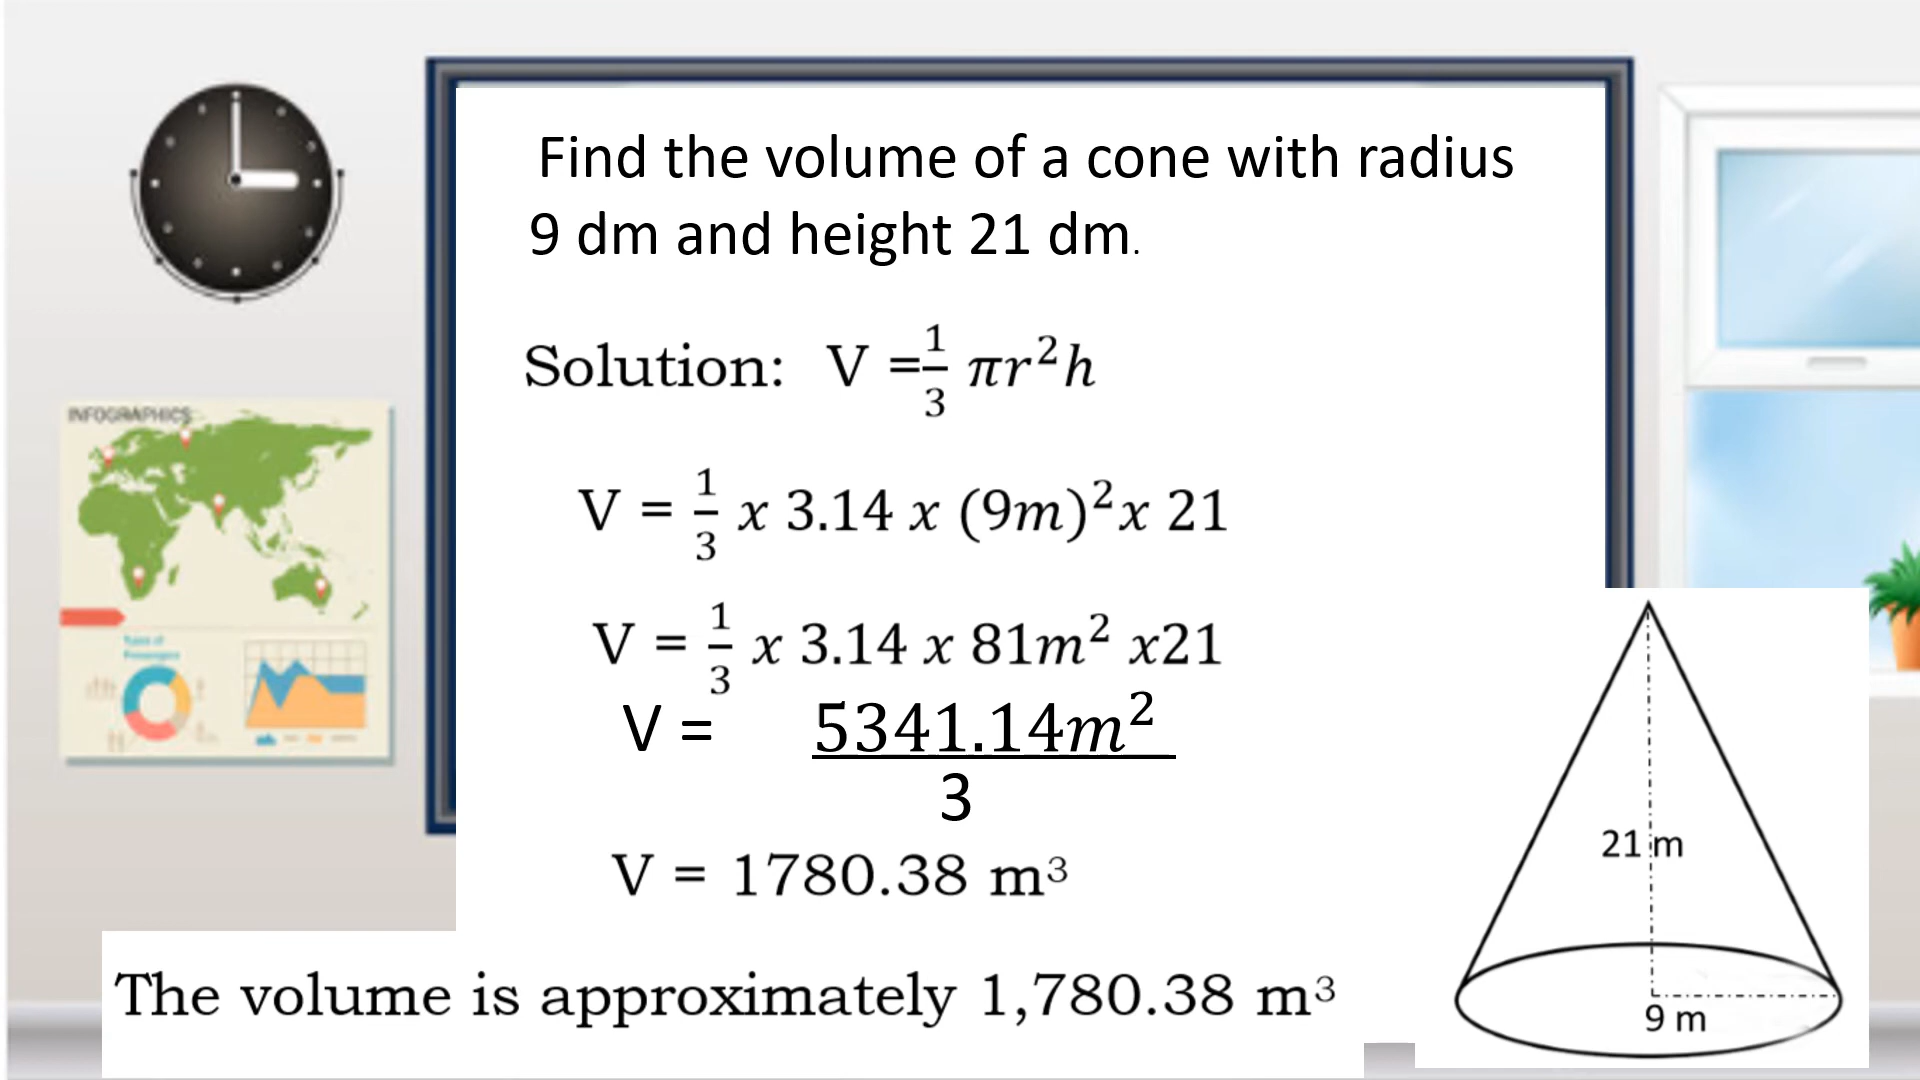 Find the volume of a cone with radius
9 dm and height 21 dm.
Solution: V = 1/3 πr²h
V = 1/3 x 3.14 x (9m)² x 21
V = 1/3 x 3.14 x 81m² x21
V = 5341.14m²
3
V = 1780.38 m³
The volume is approximately 1,780.38 m³
21 m
9 m
INFOGRAPHICS